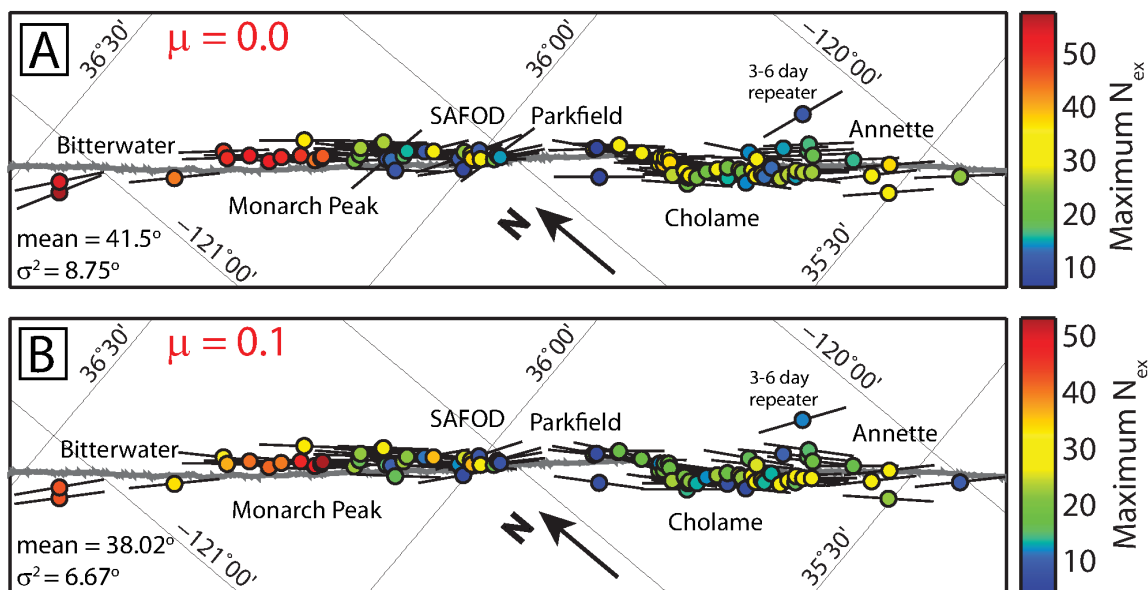 A
μ = 0.0
36°30'
36°00'
−120°00'
3-6 day
repeater
SAFOD
Parkfield
Annette
Bitterwater
Monarch Peak
Cholame
N
mean = 41.5°
σ² = 8.75°
−121°00'
35°30'
50
40
30
20
10
Maximum Nex
B
μ = 0.1
36°30'
36°00'
−120°00'
3-6 day
repeater
SAFOD
Parkfield
Annette
Bitterwater
Monarch Peak
Cholame
N
mean = 38.02°
σ² = 6.67°
−121°00'
35°30'
50
40
30
20
10
Maximum Nex